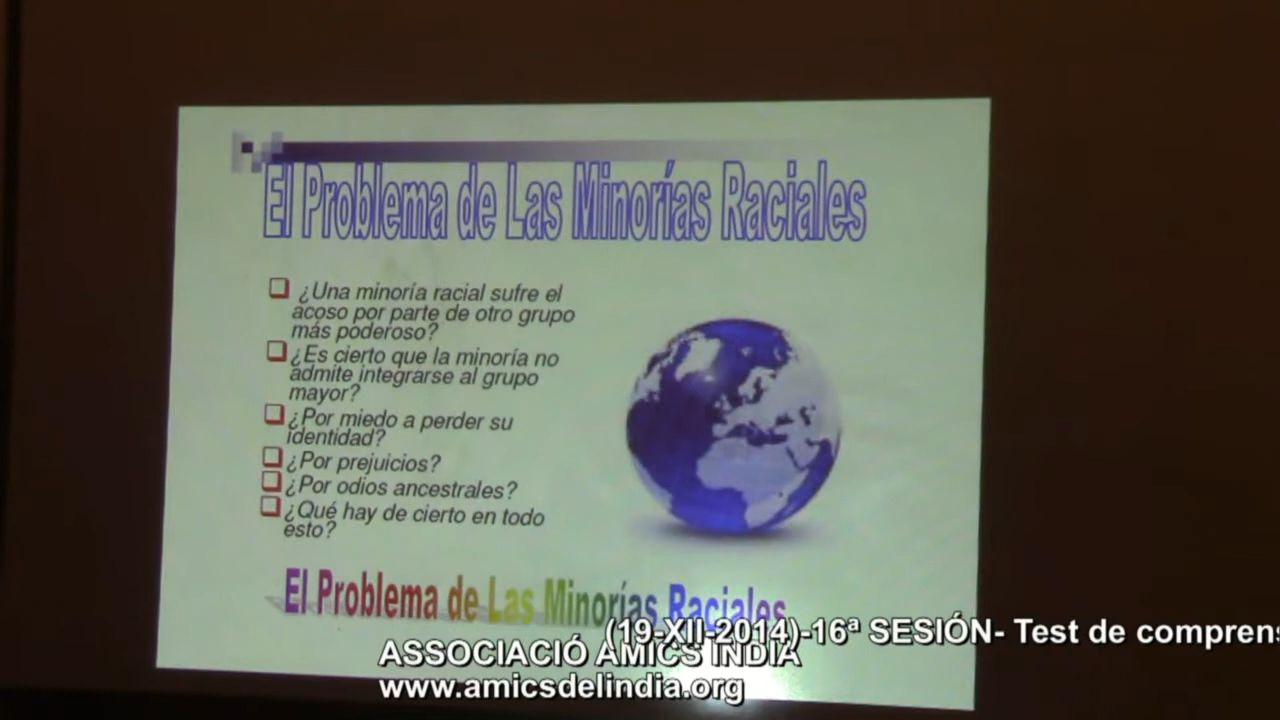 El Problema de Las Minorías Raciales
¿Una minoría racial sufre el
acoso por parte de otro grupo
más poderoso?
¿Es cierto que la minoría no
admite integrarse al grupo
mayor?
¿Por miedo a perder su
identidad?
¿Por prejuicios?
¿Por odios ancestrales?
¿Qué hay de cierto en todo
esto?
El Problema de Las Minorías Raciales
(19-XII-2014)-16ª SESIÓN- Test de comprens
ASSOCIACIÓ AMICS INDIA
www.amicsdelindia.org